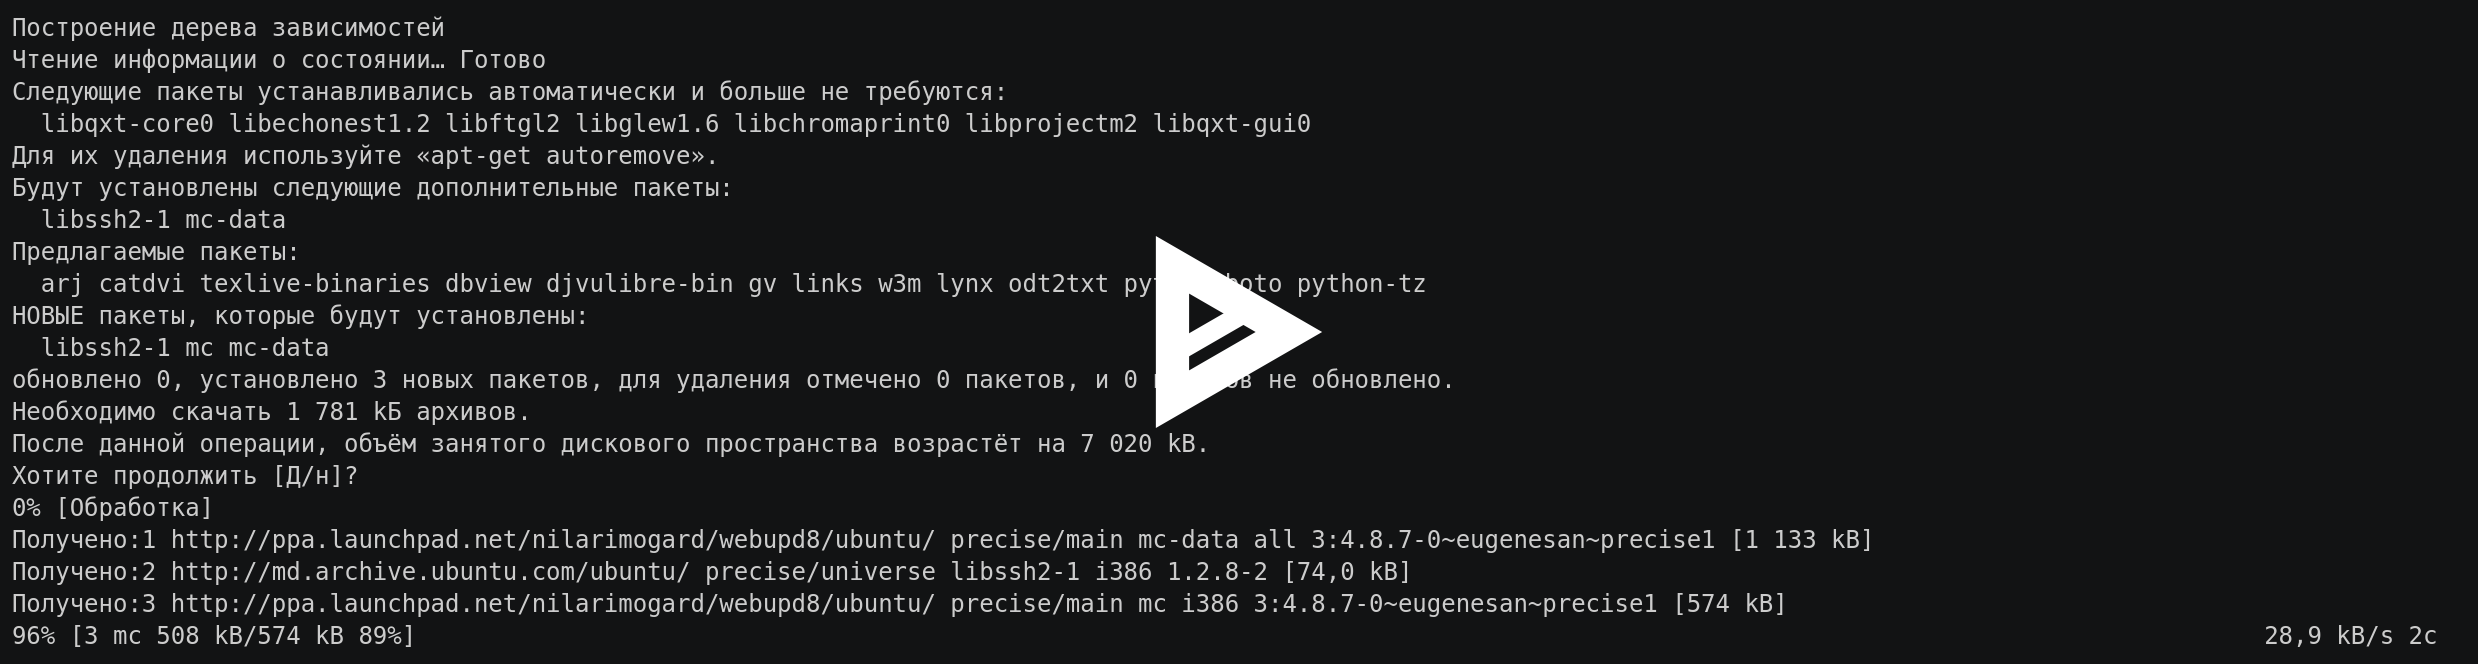 Построение дерева зависимостей
Чтение информации о состоянии… Готово
Следующие пакеты устанавливались автоматически и больше не требуются:
  libqxt-core0 libechonest1.2 libftgl2 libglew1.6 libchromaprint0 libprojectm2 libqxt-gui0
Для их удаления используйте «apt-get autoremove».
Будут установлены следующие дополнительные пакеты:
  libssh2-1 mc-data
Предлагаемые пакеты:
  arj catdvi texlive-binaries dbview djvulibre-bin gv links w3m lynx odt2txt python-tz
НОВЫЕ пакеты, которые будут установлены:
  libssh2-1 mc mc-data
обновлено 0, установлено 3 новых пакетов, для удаления отмечено 0 пакетов, и 0 не обновлено.
Необходимо скачать 1 781 kБ архивов.
После данной операции, объём занятого дискового пространства возрастёт на 7 020 kB.
Хотите продолжить [Д/н]?
0% [Обработка]
Получено:1 http://ppa.launchpad.net/nilarimogard/webupd8/ubuntu/ precise/main mc-data all 3:4.8.7-0~eugenesan~precise1 [1 133 kB]
Получено:2 http://md.archive.ubuntu.com/ubuntu/ precise/universe libssh2-1 i386 1.2.8-2 [74,0 kB]
Получено:3 http://ppa.launchpad.net/nilarimogard/webupd8/ubuntu/ precise/main mc i386 3:4.8.7-0~eugenesan~precise1 [574 kB]
96% [3 mc 508 kB/574 kB 89%] 28,9 kB/s 2с